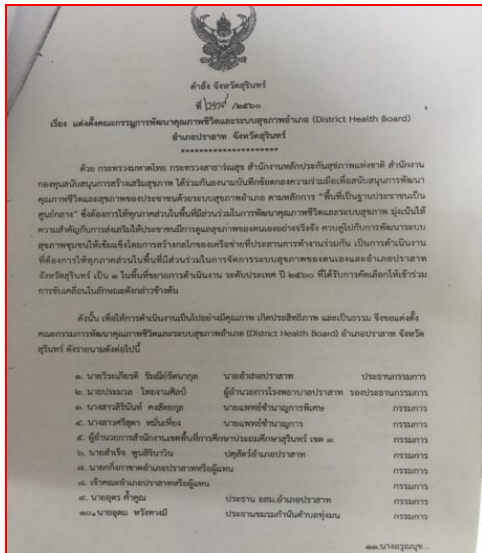 คำสั่ง จังหวัดสุรินทร์
ที่ /๒๕๖๐
เรื่อง แต่งตั้งคณะกรรมการพัฒนาคุณภาพชีวิตและระบบสุขภาพอำเภอ (District Health Board)
อำเภอปราสาท จังหวัดสุรินทร์
*********************
ด้วย กระทรวงมหาดไทย กระทรวงสาธารณสุข สำนักงานหลักประกันสุขภาพแห่งชาติ สำนักงาน
กองทุนสนับสนุนการสร้างเสริมสุขภาพ ได้ร่วมกันลงนามบันทึกข้อตกลงความร่วมมือเพื่อสนับสนุนการพัฒนา
คุณภาพชีวิตและสุขภาพของประชาชนด้วยระบบสุขภาพอำเภอ ตามหลักการ "พื้นที่เป็นฐานประชาชนเป็น
ศูนย์กลาง" ซึ่งต้องการให้ทุกภาคส่วนในพื้นที่มีส่วนร่วมในการพัฒนาคุณภาพชีวิตและระบบสุขภาพ มุ่งเน้นให้
ความสำคัญกับการส่งเสริมให้ประชาชนมีการดูแลสุขภาพของตนเองอย่างจริงจัง ควบคู่ไปกับการพัฒนาระบบ
สุขภาพชุมชนให้เข้มแข็งโดยการสร้างกลไกของเครือข่ายที่ประสานการทำงานร่วมกัน เป็นการดำเนินงาน
ที่ต้องการให้ทุกภาคส่วนในพื้นที่มีส่วนร่วมในการจัดการระบบสุขภาพของตนเองและอำเภอปราสาท
จังหวัดสุรินทร์ เป็น ๑ ในพื้นที่ขยายการดำเนินงาน ระดับประเทศ ปี ๒๕๖๐ ที่ได้รับการคัดเลือกให้เข้าร่วม
การขับเคลื่อนในลักษณะดังกล่าวข้างต้น
ดังนั้น เพื่อให้การดำเนินงานเป็นไปอย่างมีคุณภาพ เกิดประสิทธิภาพ และเป็นธรรม จึงขอแต่งตั้ง
คณะกรรมการพัฒนาคุณภาพชีวิตและระบบสุขภาพอำเภอ (District Health Board) อำเภอปราสาท จังหวัด
สุรินทร์ ดังรายนามดังต่อไปนี้
๑. นายวีระเกียรติ นายอำเภอปราสาท ประธานกรรมการ
๒. นายประมวล ไทยงามศิลป์ ผู้อำนวยการโรงพยาบาลปราสาท รองประธานกรรมการ
๓. นางสาวสิรินันท์ นายแพทย์ชำนาญการพิเศษ กรรมการ
๔. นางสาวศรีสุดา หมั่นเที่ยง นายแพทย์ชำนาญการ กรรมการ
๕. ผู้อำนวยการสำนักงานเขตพื้นที่การศึกษาประถมศึกษาสุรินทร์ เขต ๓ กรรมการ
๖. นายสำเริง พูนสิรินาวิน ปศุสัตว์อำเภอปราสาท กรรมการ
๗. นายกกิ่งกาชาดอำเภอปราสาทหรือผู้แทน กรรมการ
๘. เจ้าคณะอำเภอปราสาทหรือผู้แทน กรรมการ
๙. นายอุดร ค้ำคูณ ประธาน อสม.อำเภอปราสาท กรรมการ
๑๐.นายอุดม หวังทางมี ประธานชมรมกำนันตำบลทุ่งมน กรรมการ
๑๑.นางอรุณนุช...